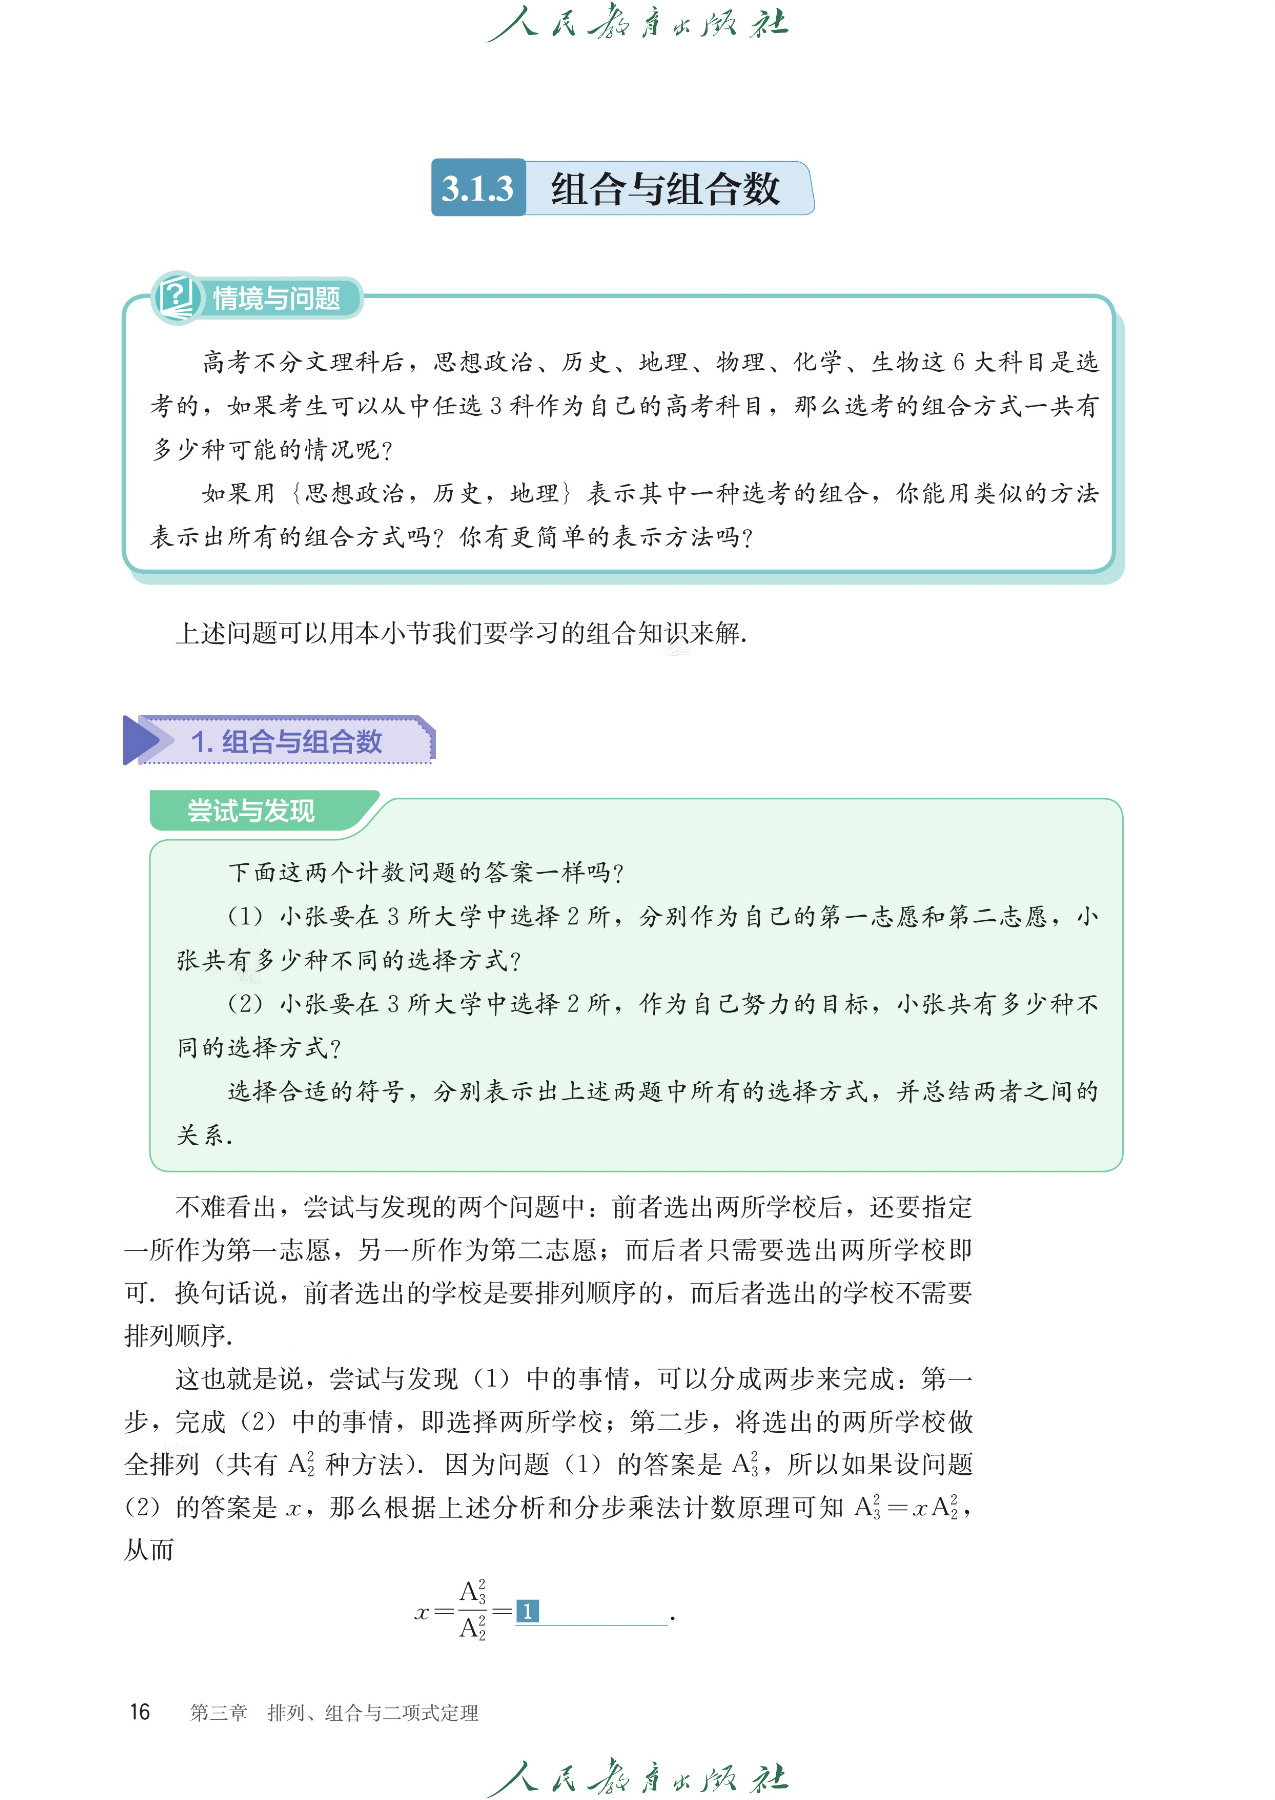 人民教育出版社
3.1.3 组合与组合数
情境与问题
高考不分文理科后，思想政治、历史、地理、物理、化学、生物这 6 大科目是选
考的，如果考生可以从中任选 3 科作为自己的高考科目，那么选考的组合方式一共有
多少种可能的情况呢？
如果用｛思想政治，历史，地理｝表示其中一种选考的组合，你能用类似的方法
表示出所有的组合方式吗？你有更简单的表示方法吗？
上述问题可以用本小节我们要学习的组合知识来解．
1. 组合与组合数
尝试与发现
下面这两个计数问题的答案一样吗？
（1）小张要在 3 所大学中选择 2 所，分别作为自己的第一志愿和第二志愿，小
张共有多少种不同的选择方式？
（2）小张要在 3 所大学中选择 2 所，作为自己努力的目标，小张共有多少种不
同的选择方式？
选择合适的符号，分别表示出上述两题中所有的选择方式，并总结两者之间的
关系．
不难看出，尝试与发现的两个问题中：前者选出两所学校后，还要指定
一所作为第一志愿，另一所作为第二志愿；而后者只需要选出两所学校即
可．换句话说，前者选出的学校是要排列顺序的，而后者选出的学校不需要
排列顺序．
这也就是说，尝试与发现（1）中的事情，可以分成两步来完成：第一
步，完成（2）中的事情，即选择两所学校；第二步，将选出的两所学校做
全排列（共有 A₂² 种方法）．因为问题（1）的答案是 A₃²，所以如果设问题
（2）的答案是 x，那么根据上述分析和分步乘法计数原理可知 A₃²＝xA₂²，
从而
x＝A₃²/A₂²＝1 ．
16 第三章 排列、组合与二项式定理
人民教育出版社